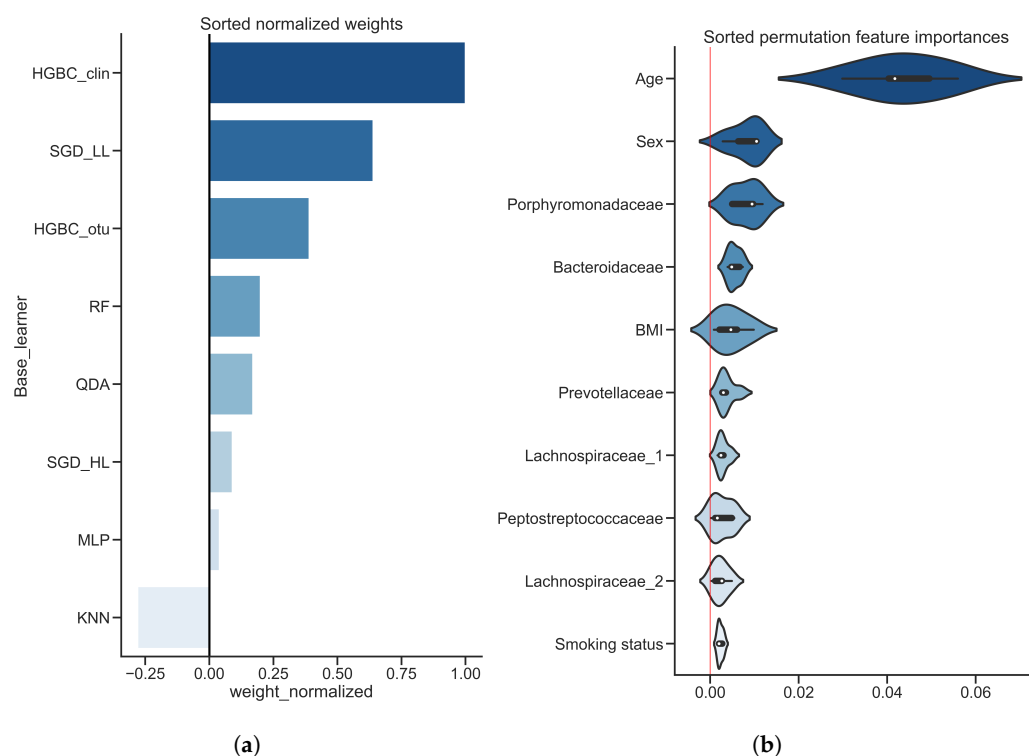 Sorted normalized weights
Base_learner
HGBC_clin
SGD_LL
HGBC_otu
RF
QDA
SGD_HL
MLP
KNN
−0.25 0.00 0.25 0.50 0.75 1.00
weight_normalized
(a)
Sorted permutation feature importances
Age
Sex
Porphyromonadaceae
Bacteroidaceae
BMI
Prevotellaceae
Lachnospiraceae_1
Peptostreptococcaceae
Lachnospiraceae_2
Smoking status
0.00 0.02 0.04 0.06
(b)